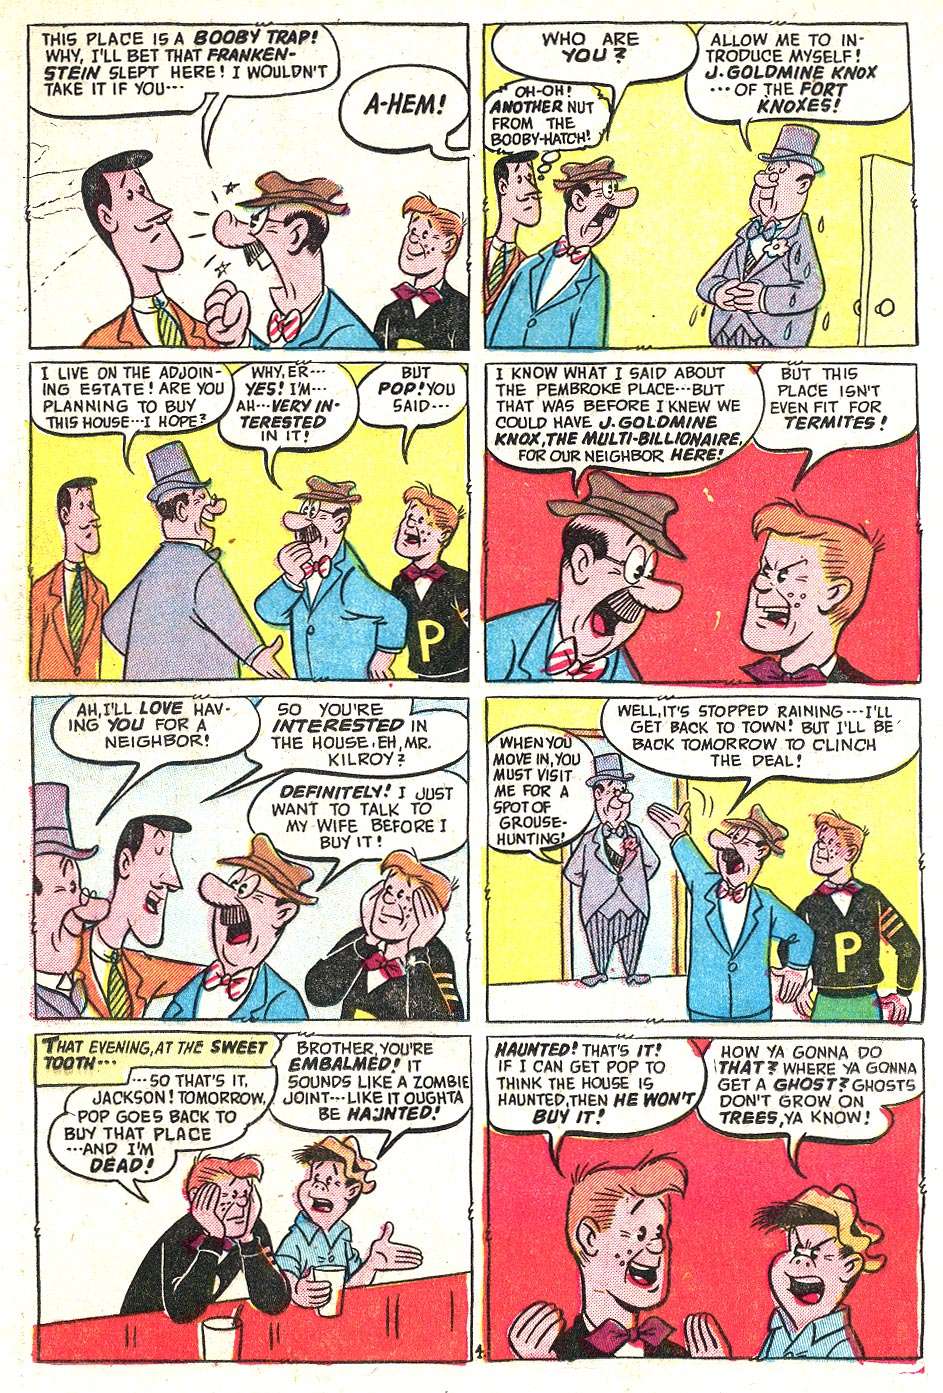 THIS PLACE IS A BOOBY TRAP!
WHY, I'LL BET THAT FRANKEN-
STEIN SLEPT HERE! I WOULDN'T
TAKE IT IF YOU---
A-HEM!
WHO ARE
YOU?
OH-OH!
ANOTHER NUT
FROM THE
BOOBY-HATCH!
ALLOW ME TO IN-
TRODUCE MYSELF!
J. GOLDMINE KNOX
--- OF THE FORT
KNOXES!
I LIVE ON THE ADJOIN-
ING ESTATE! ARE YOU
PLANNING TO BUY
THIS HOUSE---I HOPE?
WHY, ER---
YES! I'M---
AH---VERY IN-
TERESTED
IN IT!
BUT
POP! YOU
SAID---
I KNOW WHAT I SAID ABOUT
THE PEMBROKE PLACE---BUT
THAT WAS BEFORE I KNEW WE
COULD HAVE J. GOLDMINE
KNOX, THE MULTI-BILLIONAIRE,
FOR OUR NEIGHBOR HERE!
BUT THIS
PLACE ISN'T
EVEN FIT FOR
TERMITES!
AH, I'LL LOVE HAV-
ING YOU FOR A
NEIGHBOR!
SO YOU'RE
INTERESTED IN
THE HOUSE, EH, MR.
KILROY?
DEFINITELY! I JUST
WANT TO TALK TO
MY WIFE BEFORE I
BUY IT!
WHEN YOU
MOVE IN, YOU
MUST VISIT
ME FOR A
SPOT OF
GROUSE-
HUNTING!
WELL, IT'S STOPPED RAINING---I'LL
GET BACK TO TOWN! BUT I'LL BE
BACK TOMORROW TO CLINCH
THE DEAL!
P
P
THAT EVENING, AT THE SWEET
TOOTH---
---SO THAT'S IT,
JACKSON! TOMORROW,
POP GOES BACK TO
BUY THAT PLACE
---AND I'M
DEAD!
BROTHER, YOU'RE
EMBALMED! IT
SOUNDS LIKE A ZOMBIE
JOINT---LIKE IT OUGHTA
BE HAUNTED!
HAUNTED! THAT'S IT!
IF I CAN GET POP TO
THINK THE HOUSE IS
HAUNTED, THEN HE WON'T
BUY IT!
HOW YA GONNA DO
THAT? WHERE YA GONNA
GET A GHOST? GHOSTS
DON'T GROW ON
TREES, YA KNOW!
4